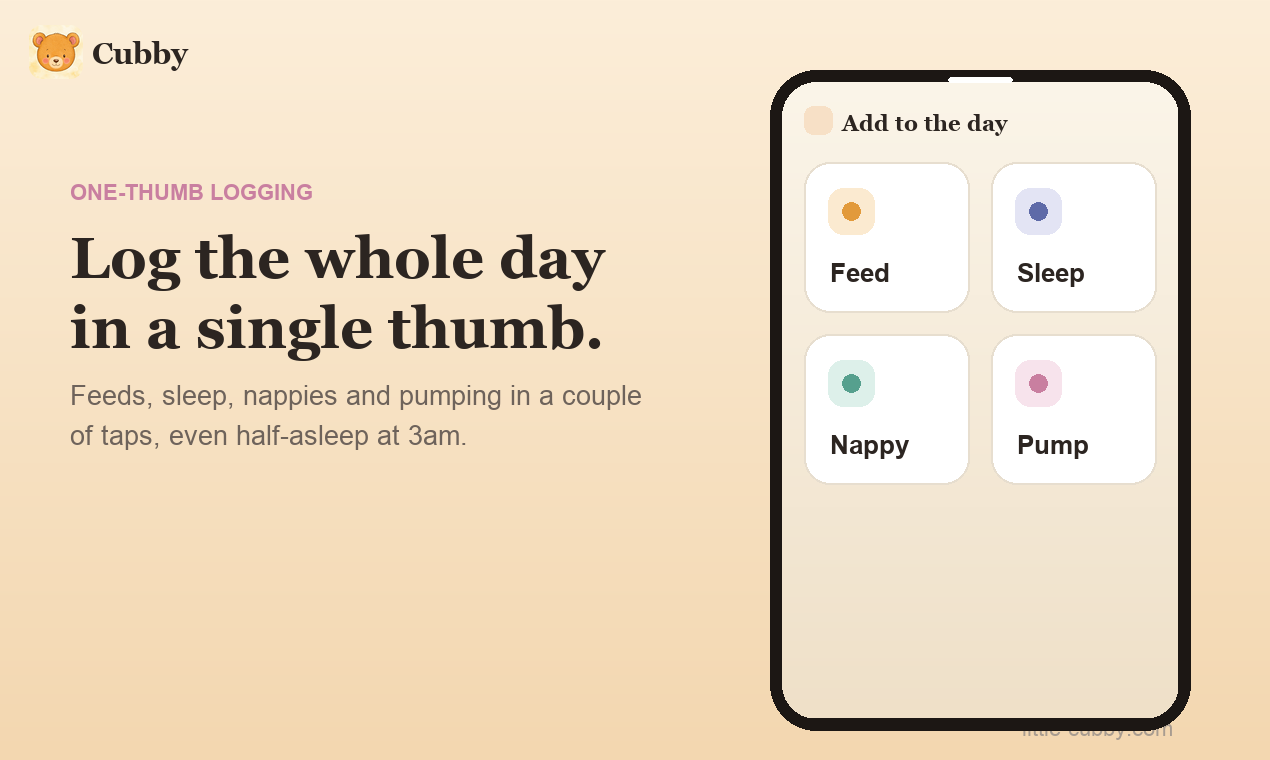 Cubby
ONE-THUMB LOGGING
Log the whole day
in a single thumb.
Feeds, sleep, nappies and pumping in a couple
of taps, even half-asleep at 3am.
Add to the day
Feed
Sleep
Nappy
Pump
little-cubby.com